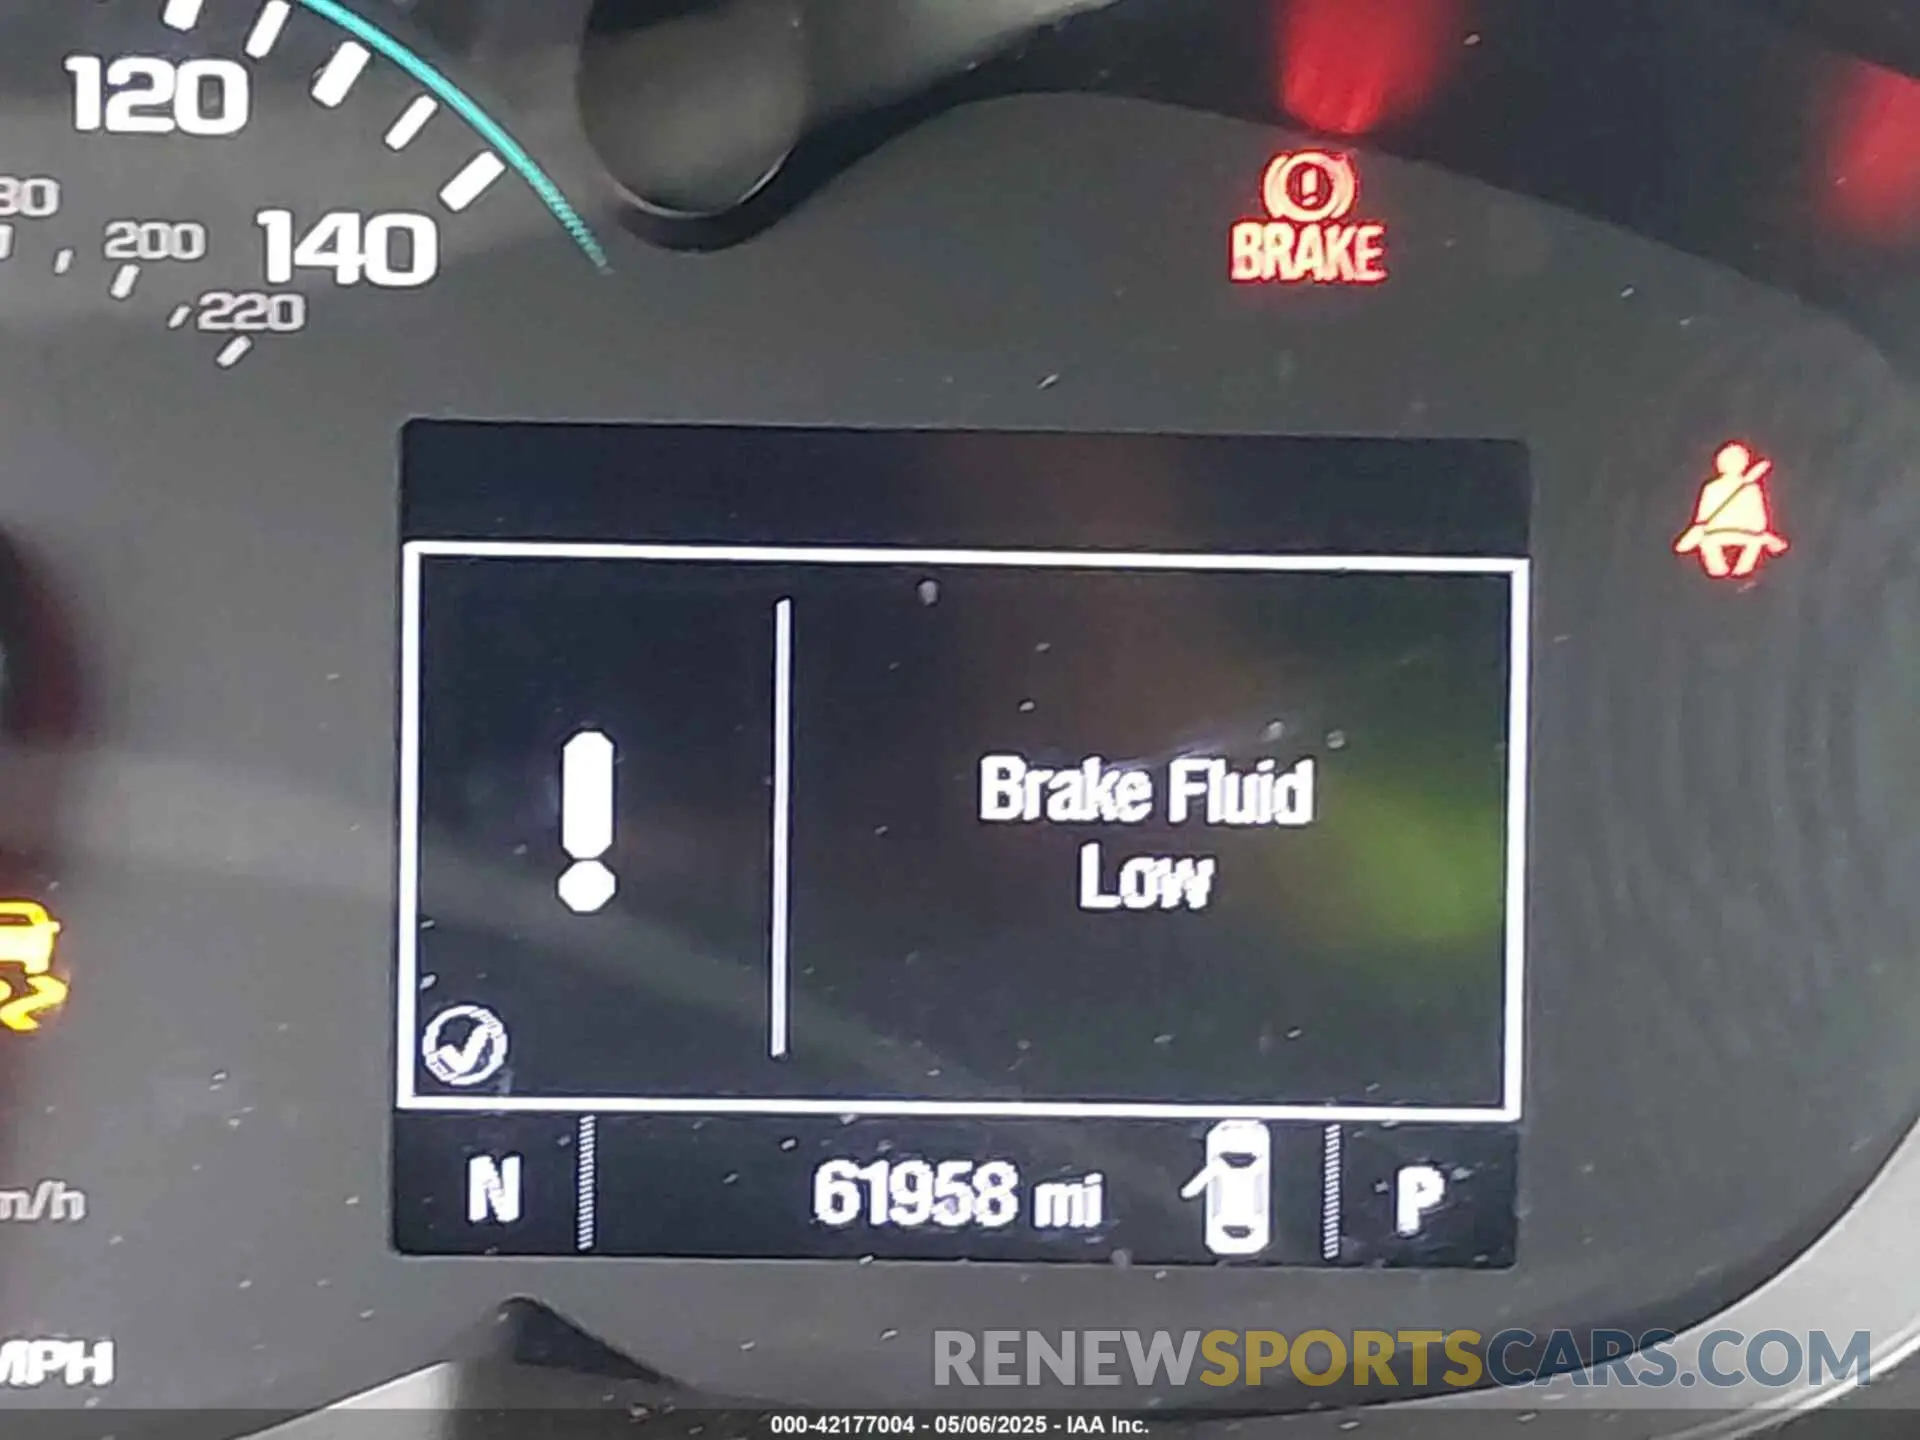 120
140
200
220
BRAKE
Brake Fluid
Low
N
61958 mi
P
MPH
RENEWSPORTSCARS.COM
000-42177004 - 05/06/2025 - IAA Inc.